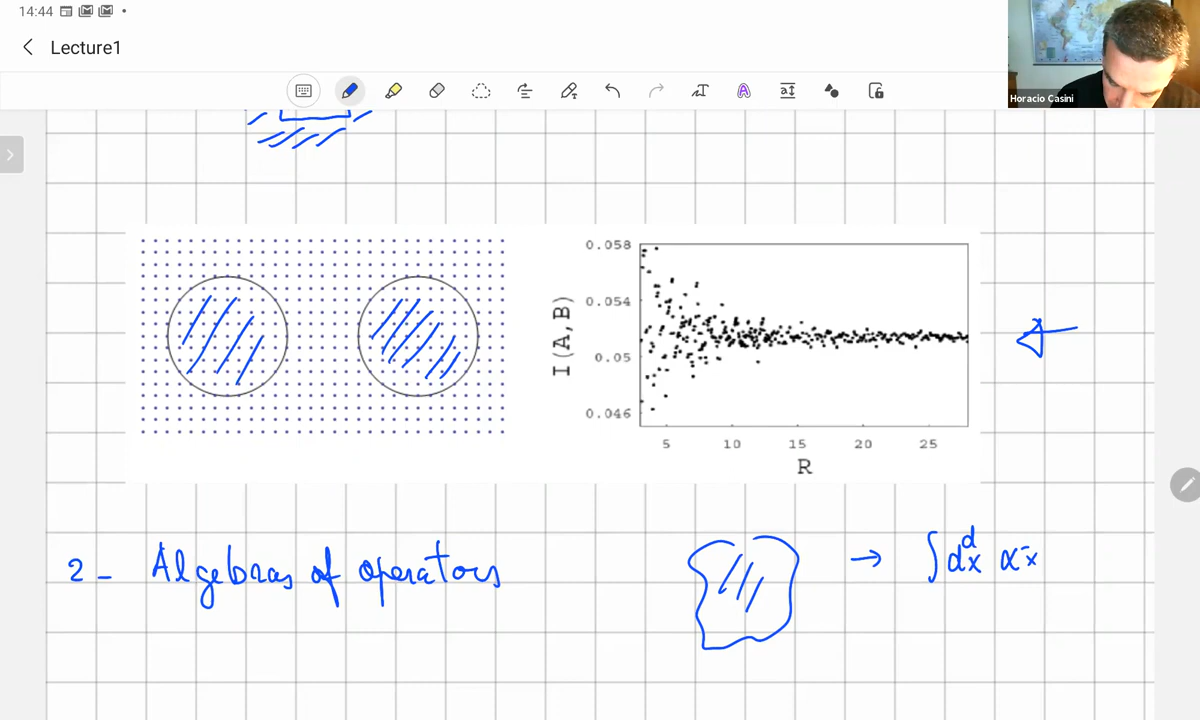 14:44
Lecture1
Horacio Casini
0.058
0.054
0.05
0.046
I(A,B)
5 10 15 20 25
R
2 - Algebras of operators → ∫ d^d x α x